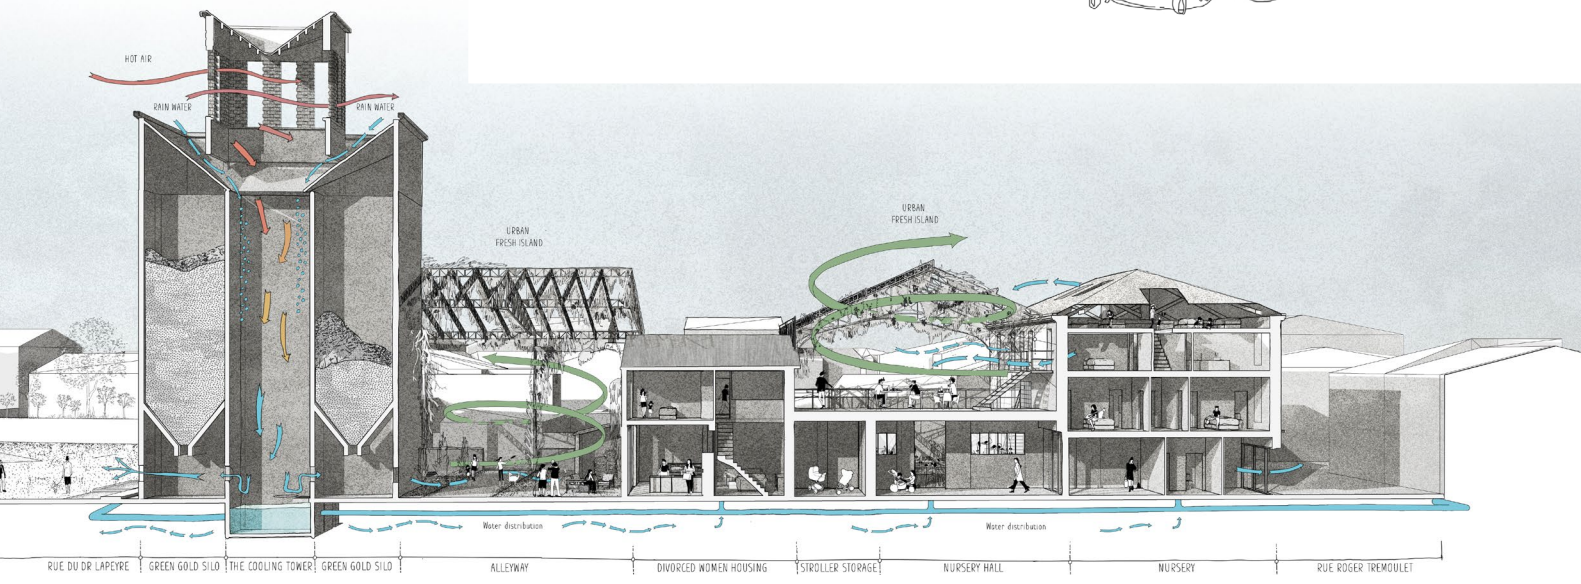 HOT AIR
RAIN WATER
RAIN WATER
URBAN
FRESH ISLAND
URBAN
FRESH ISLAND
Water distribution
Water distribution
RUE DU DR LAPEYRE
GREEN GOLD SILO
THE COOLING TOWER
GREEN GOLD SILO
ALLEYWAY
DIVORCED WOMEN HOUSING
STROLLER STORAGE
NURSERY HALL
NURSERY
RUE ROGER TREMOULET